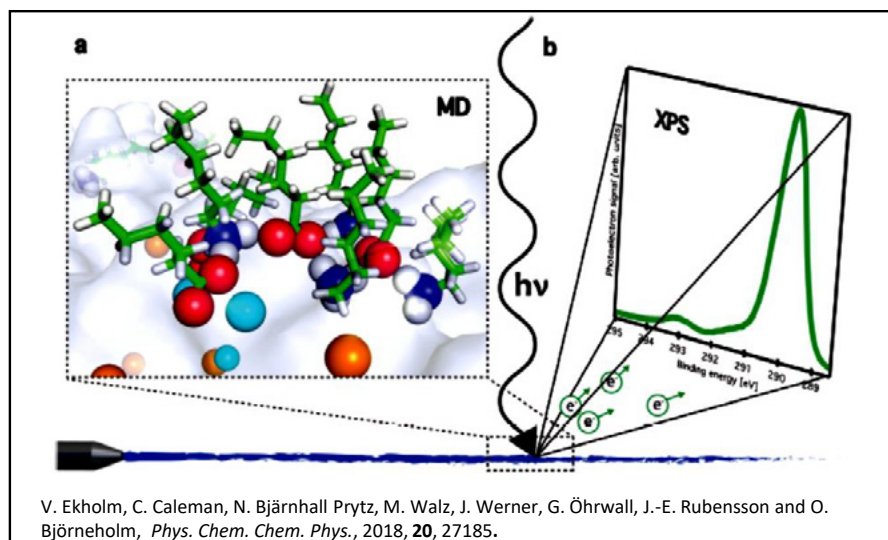 a
b
MD
XPS
Photoelectron signal [arb. units]
hν
295 294 293 292 291 290 289
Binding energy [eV]
e⁻
e⁻
e⁻
e⁻
V. Ekholm, C. Caleman, N. Bjärnhall Prytz, M. Walz, J. Werner, G. Öhrwall, J.-E. Rubensson and O.
Björneholm, Phys. Chem. Chem. Phys., 2018, 20, 27185.